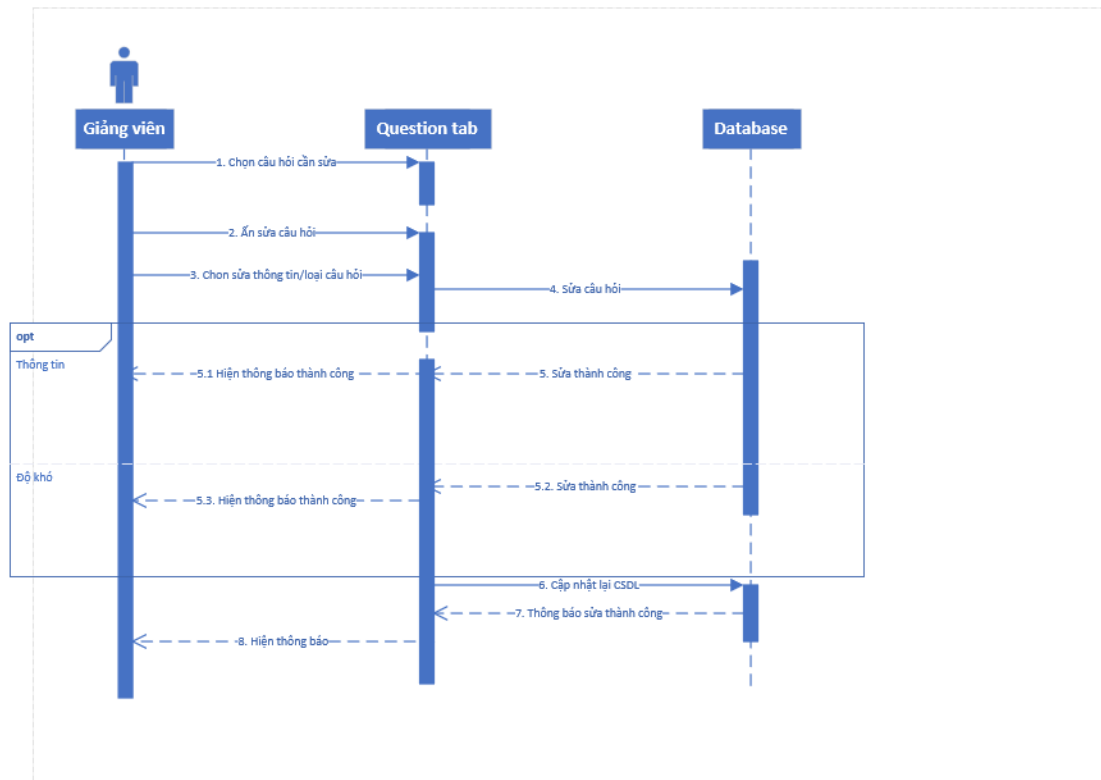 Giảng viên
Question tab
Database
1. Chọn câu hỏi cần sửa
2. Ấn sửa câu hỏi
3. Chon sửa thông tin/loại câu hỏi
4. Sửa câu hỏi
opt
Thông tin
5.1 Hiện thông báo thành công
5. Sửa thành công
Độ khó
5.2. Sửa thành công
5.3. Hiện thông báo thành công
6. Cập nhật lại CSDL
7. Thông báo sửa thành công
8. Hiện thông báo